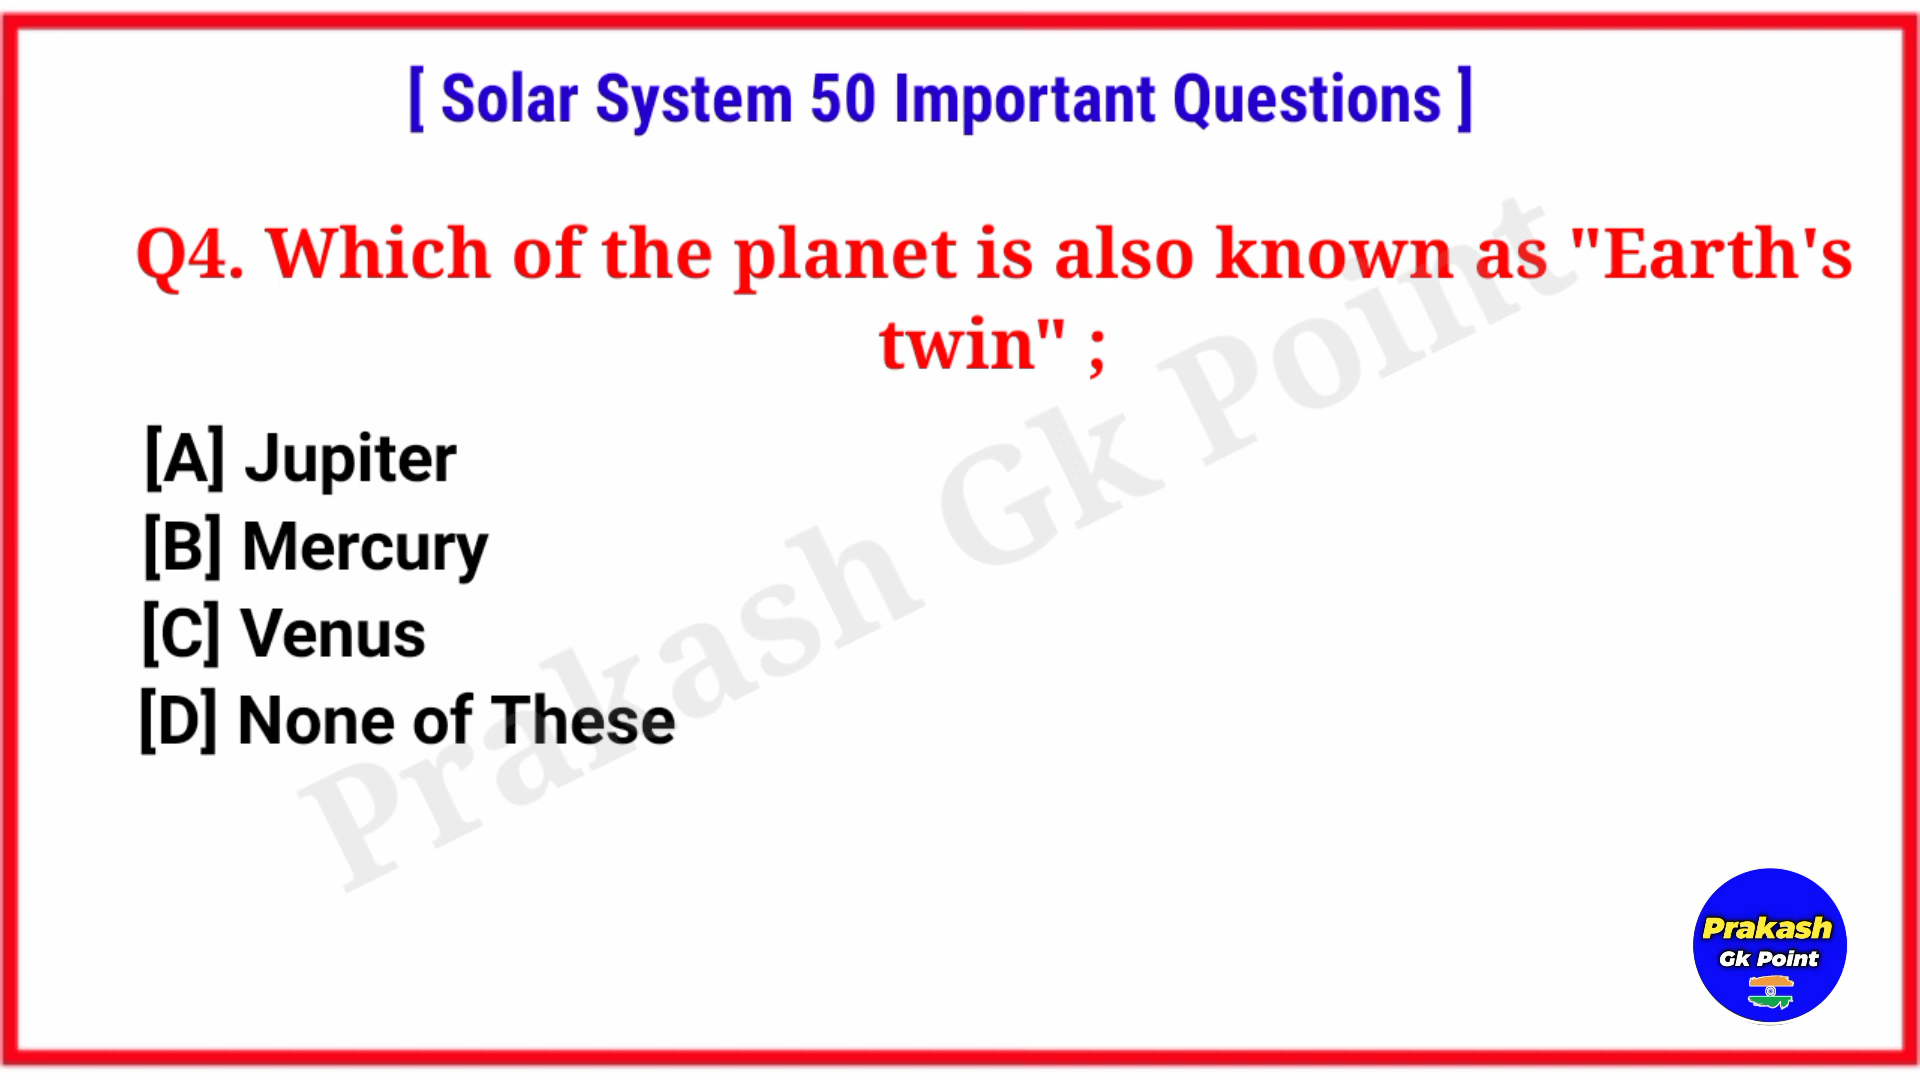 [ Solar System 50 Important Questions ]
Q4. Which of the planet is also known as "Earth's
twin" ;
[A] Jupiter
[B] Mercury
[C] Venus
[D] None of These
Prakash Gk Point
Prakash
Gk Point